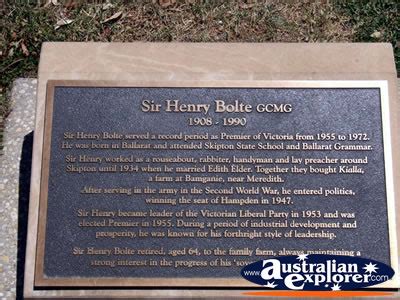 Sir Henry Bolte GCMG
1908 - 1990
Sir Henry Bolte served a record period as Premier of Victoria from 1955 to 1972.
He was born in Ballarat and attended Skipton State School and Ballarat Grammar.
Sir Henry worked as a rouseabout, rabbiter, handyman and lay preacher around
Skipton until 1934 when he married Edith Elder. Together they bought Kialla,
a farm at Bamganie, near Meredith.
After serving in the army in the Second World War, he entered politics,
winning the seat of Hampden in 1947.
Sir Henry became leader of the Victorian Liberal Party in 1953 and was
elected Premier in 1955. During a period of industrial development and
prosperity, he was known for his forthright style of leadership.
Sir Henry Bolte retired, aged 64, to the family farm, always maintaining a
strong interest in the progress of his 'sove
www.
Australian
explorer.com